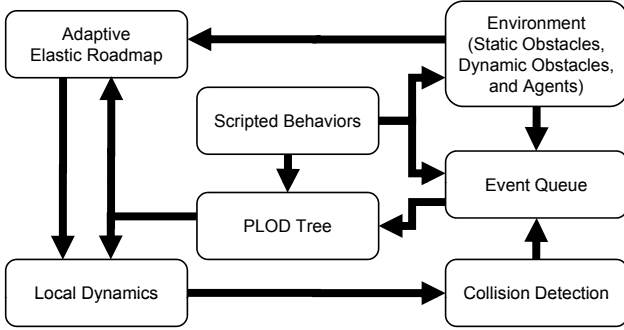 Adaptive
Elastic Roadmap
Environment
(Static Obstacles,
Dynamic Obstacles,
and Agents)
Scripted Behaviors
Event Queue
PLOD Tree
Local Dynamics
Collision Detection